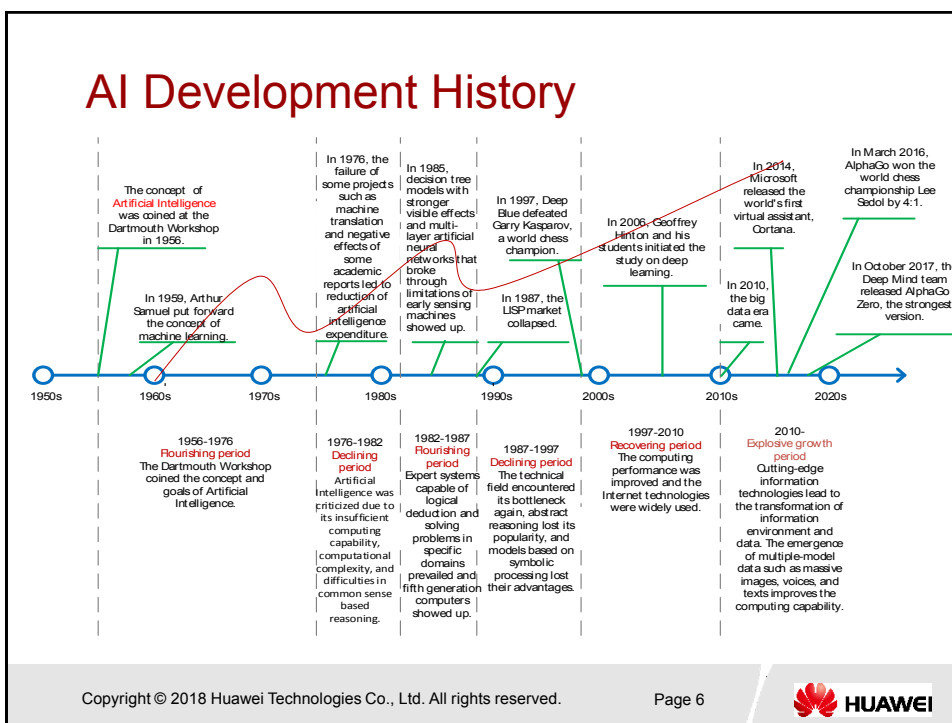 AI Development History
The concept of
Artificial Intelligence
was coined at the
Dartmouth Workshop
in 1956.
In 1959, Arthur
Samuel put forward
the concept of
machine learning.
In 1976, the
failure of
some projects
such as
machine
translation
and negative
effects of
some
academic
reports led to
reduction of
artificial
intelligence
expenditure.
In 1985,
decision tree
models with
stronger
visible effects
and multi-
layer artificial
neural
networks that
broke
through
limitations of
early sensing
machines
showed up.
In 1997, Deep
Blue defeated
Garry Kasparov,
a world chess
champion.
In 1987, the
LISP market
collapsed.
In 2006, Geoffrey
Hinton and his
students initiated the
study on deep
learning.
In 2010,
the big
data era
came.
In 2014,
Microsoft
released the
world's first
virtual assistant,
Cortana.
In March 2016,
AlphaGo won the
world chess
championship Lee
Sedol by 4:1.
In October 2017, the
Deep Mind team
released AlphaGo
Zero, the strongest
version.
1950s
1960s
1970s
1980s
1990s
2000s
2010s
2020s
1956-1976
Flourishing period
The Dartmouth Workshop
coined the concept and
goals of Artificial
Intelligence.
1976-1982
Declining
period
Artificial
Intelligence was
criticized due to
its insufficient
computing
capability,
computational
complexity, and
difficulties in
common sense
based
reasoning.
1982-1987
Flourishing
period
Expert systems
capable of
logical
deduction and
solving
problems in
specific
domains
prevailed and
fifth generation
computers
showed up.
1987-1997
Declining period
The technical
field encountered
its bottleneck
again, abstract
reasoning lost its
popularity, and
models based on
symbolic
processing lost
their advantages.
1997-2010
Recovering period
The computing
performance was
improved and the
Internet technologies
were widely used.
2010-
Explosive growth
period
Cutting-edge
information
technologies lead to
the transformation of
information
environment and
data. The emergence
of multiple-model
data such as massive
images, voices, and
texts improves the
computing capability.
Copyright © 2018 Huawei Technologies Co., Ltd. All rights reserved.
Page 6
HUAWEI